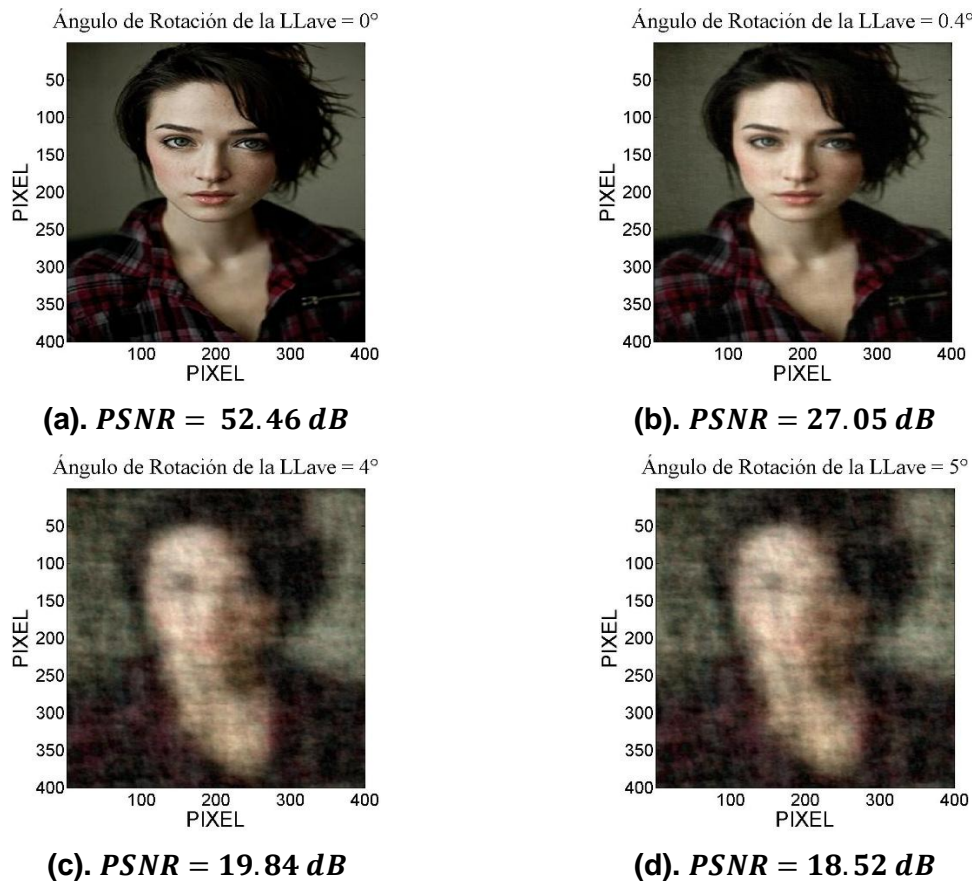 Ángulo de Rotación de la LLave = 0°
50
100
150
200
250
300
350
400
PIXEL
100 200 300 400
PIXEL
(a). PSNR = 52.46 dB
Ángulo de Rotación de la LLave = 0.4°
50
100
150
200
250
300
350
400
PIXEL
100 200 300 400
PIXEL
(b). PSNR = 27.05 dB
Ángulo de Rotación de la LLave = 4°
50
100
150
200
250
300
350
400
PIXEL
100 200 300 400
PIXEL
(c). PSNR = 19.84 dB
Ángulo de Rotación de la LLave = 5°
50
100
150
200
250
300
350
400
PIXEL
100 200 300 400
PIXEL
(d). PSNR = 18.52 dB